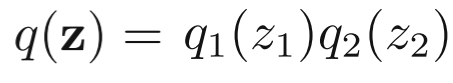 q(𝐳) = q₁(z₁)q₂(z₂)